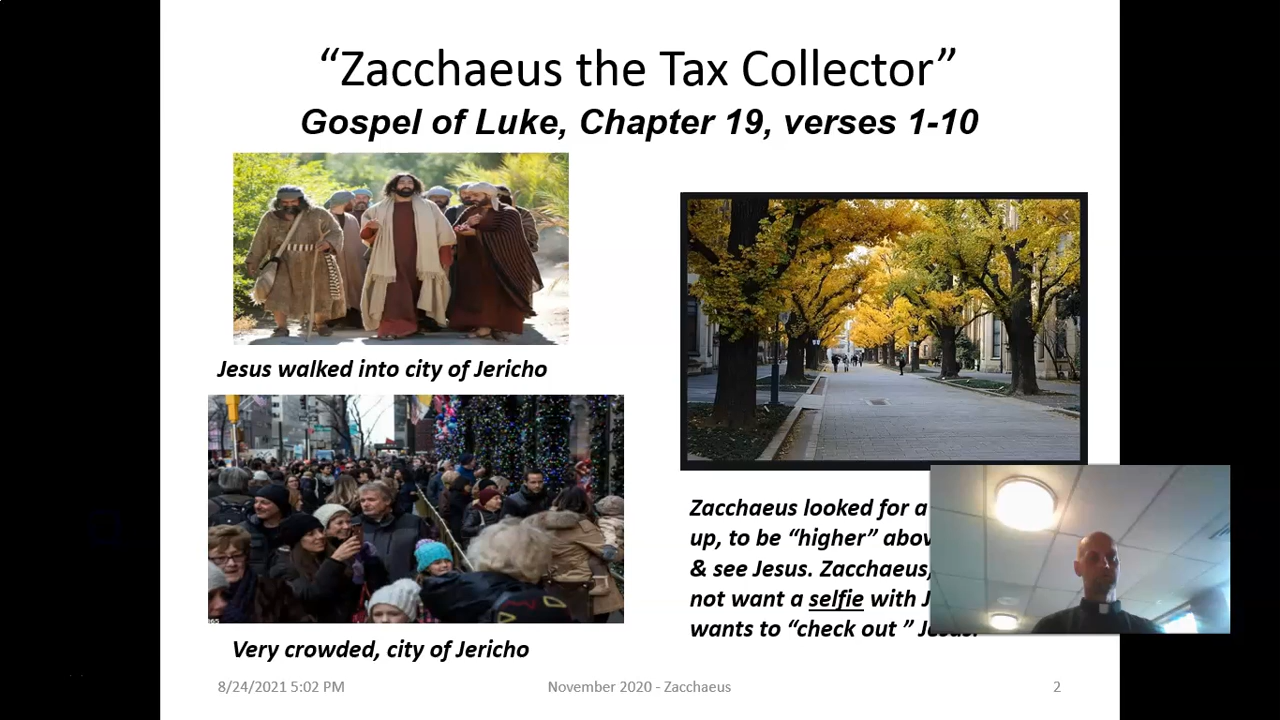 “Zacchaeus the Tax Collector”
Gospel of Luke, Chapter 19, verses 1-10
Jesus walked into city of Jericho
Very crowded, city of Jericho
Zacchaeus looked for a
up, to be “higher”
& see Jesus. Zacchaeus,
not want a selfie with
wants to “check out ” Jesus.
8/24/2021 5:02 PM
November 2020 - Zacchaeus
2